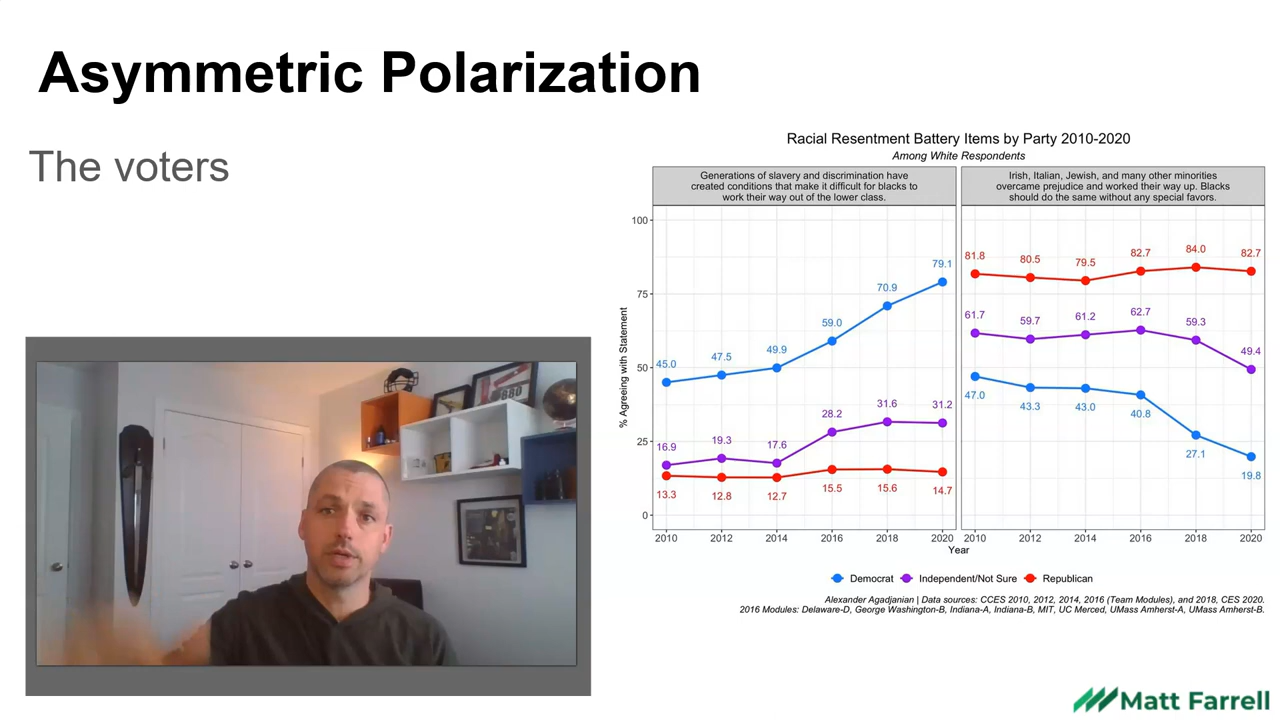 Asymmetric Polarization
The voters
Racial Resentment Battery Items by Party 2010-2020
Among White Respondents
Generations of slavery and discrimination have
created conditions that make it difficult for blacks to
work their way out of the lower class.
Irish, Italian, Jewish, and many other minorities
overcame prejudice and worked their way up. Blacks
should do the same without any special favors.
% Agreeing with Statement
100
75
50
25
0
45.0 47.5 49.9 59.0 70.9 79.1
16.9 19.3 17.6 28.2 31.6 31.2
13.3 12.8 12.7 15.5 15.6 14.7
81.8 80.5 79.5 82.7 84.0 82.7
61.7 59.7 61.2 62.7 59.3 49.4
47.0 43.3 43.0 40.8 27.1 19.8
2010 2012 2014 2016 2018 2020 2010 2012 2014 2016 2018 2020
Year
Democrat Independent/Not Sure Republican
Alexander Agadjanian | Data sources: CCES 2010, 2012, 2014, 2016 (Team Modules), and 2018, CES 2020.
2016 Modules: Delaware-D, George Washington-B, Indiana-A, Indiana-B, MIT, UC Merced, UMass Amherst-A, UMass Amherst-B.
Matt Farrell